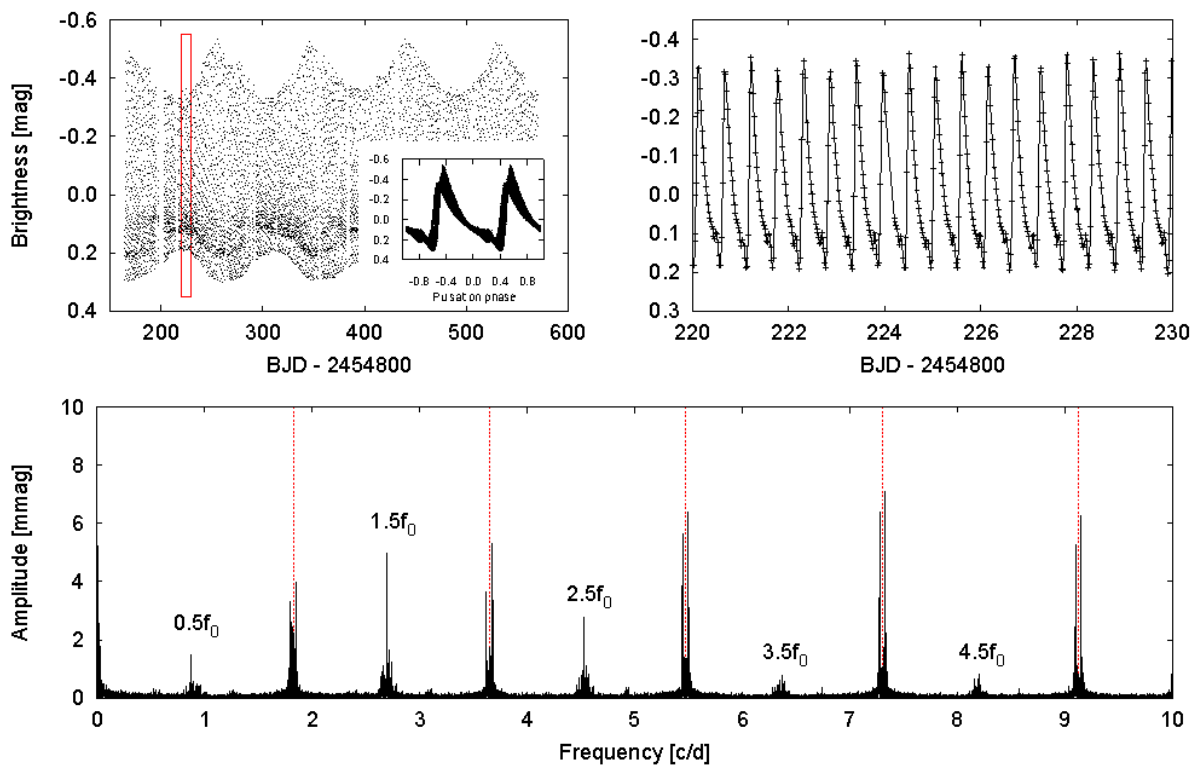 -0.6
-0.4
-0.2
0.0
0.2
0.4
Brightness [mag]
200 300 400 500 600
BJD - 2454800
-0.6
-0.4
-0.2
0.0
0.2
0.4
-0.8 -0.4 0.0 0.4 0.8
Pu sat on pnase
-0.4
-0.3
-0.2
-0.1
0.0
0.1
0.2
0.3
220 222 224 226 228 230
BJD - 2454800
10
8
6
4
2
0
Amplitude [mmag]
0.5f0
1.5f0
2.5f0
3.5f0
4.5f0
0 1 2 3 4 5 6 7 8 9 10
Frequency [c/d]